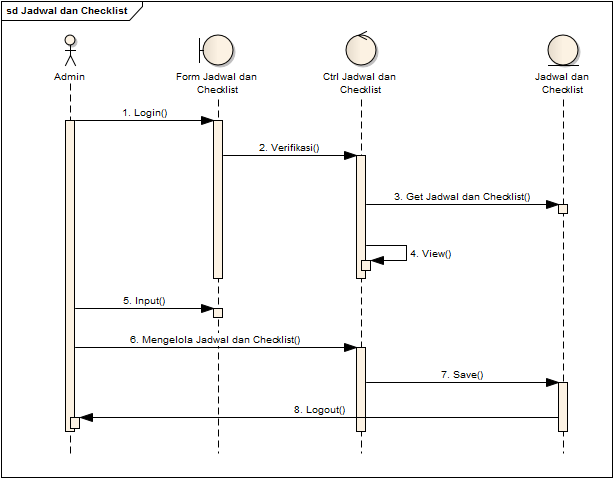 sd Jadwal dan Checklist
Admin
Form Jadwal dan
Checklist
Ctrl Jadwal dan
Checklist
Jadwal dan
Checklist
1. Login()
2. Verifikasi()
3. Get Jadwal dan Checklist()
4. View()
5. Input()
6. Mengelola Jadwal dan Checklist()
7. Save()
8. Logout()